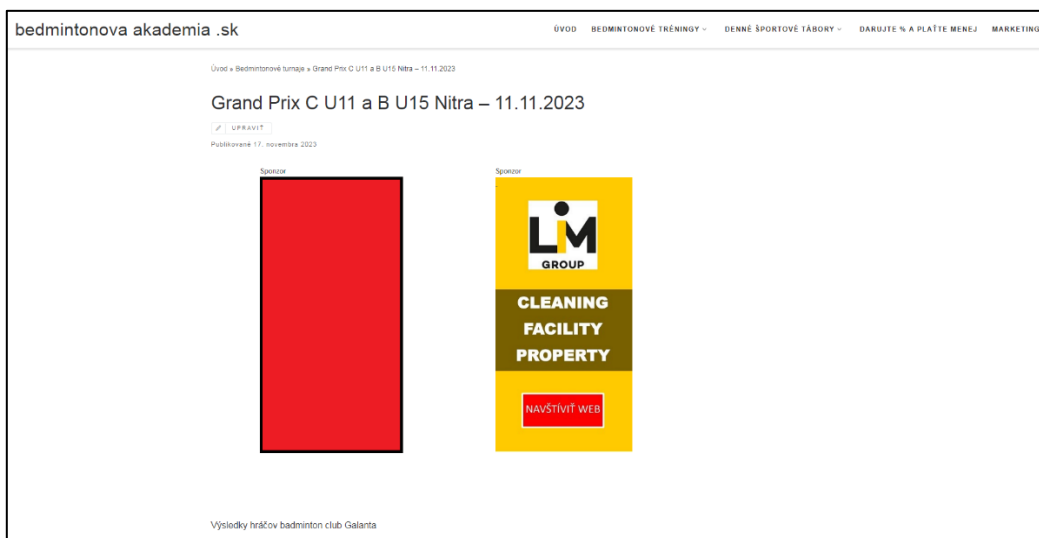 bedmintonova akademia .sk
ÚVOD BEDMINTONOVÉ TRÉNINGY DENNÉ ŠPORTOVÉ TÁBORY DARUJTE % A PLAŤTE MENEJ MARKETING
Úvod » Bedmintonové turnaje » Grand Prix C U11 a B U15 Nitra – 11.11.2023
Grand Prix C U11 a B U15 Nitra – 11.11.2023
UPRAVIŤ
Publikované 17. novembra 2023
Sponzor
Sponzor
LiM
GROUP
CLEANING
FACILITY
PROPERTY
NAVŠTÍVIŤ WEB
Výsledky hráčov badminton club Galanta